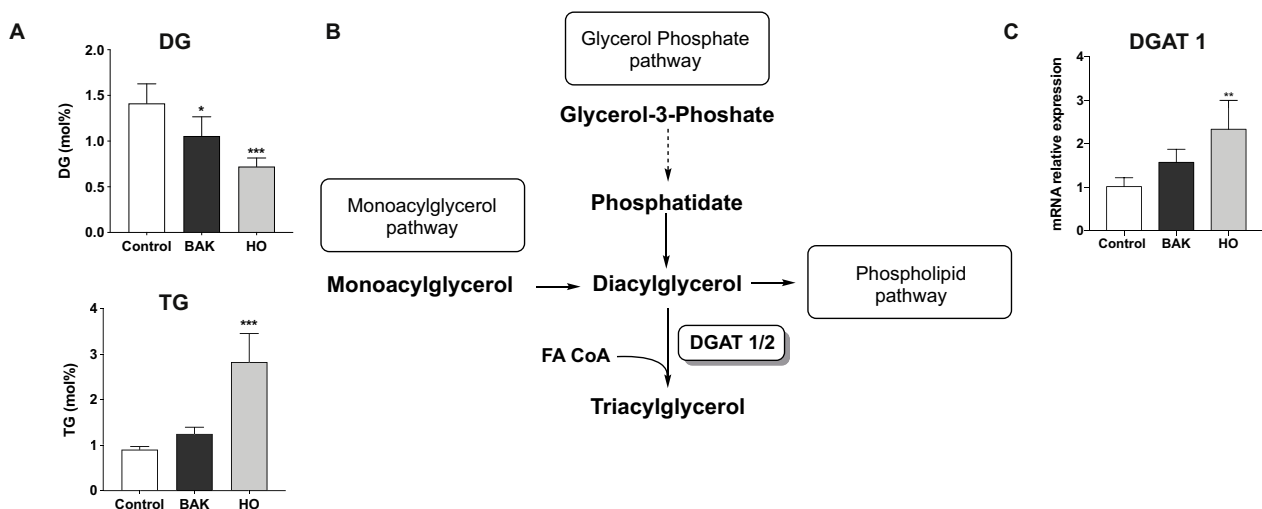 A
DG
DG (mol%)
2.0
1.5
1.0
0.5
0.0
*
***
Control BAK HO
TG
TG (mol%)
4
3
2
1
0
***
Control BAK HO
B
Glycerol Phosphate
pathway
Glycerol-3-Phoshate
Phosphatidate
Monoacylglycerol
pathway
Monoacylglycerol
Diacylglycerol
Phospholipid
pathway
DGAT 1/2
FA CoA
Triacylglycerol
C
DGAT 1
mRNA relative expression
4
3
2
1
0
**
Control BAK HO